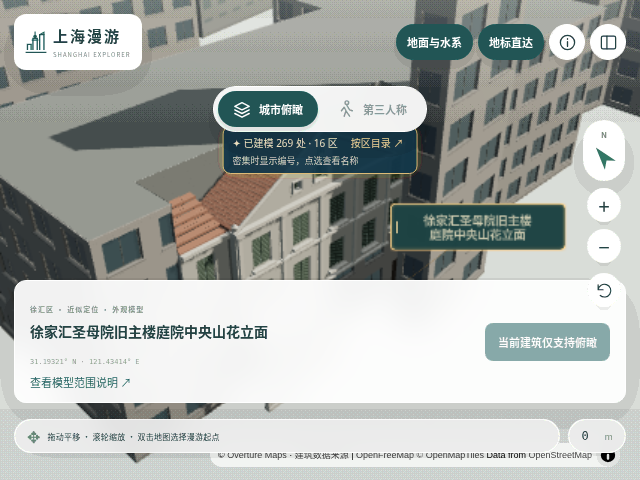 上海漫游
SHANGHAI EXPLORER
地面与水系
地标直达
城市俯瞰
第三人称
✦ 已建模 269 处 · 16 区 按区目录 ↗
密集时显示编号，点选查看名称
N
徐家汇圣母院旧主楼
庭院中央山花立面
+
−
徐汇区 · 近似定位 · 外观模型
徐家汇圣母院旧主楼庭院中央山花立面
31.19321° N · 121.43414° E
查看模型范围说明 ↗
当前建筑仅支持俯瞰
拖动平移 · 滚轮缩放 · 双击地图选择漫游起点
0 m
© Overture Maps · 建筑数据来源 | OpenFreeMap © OpenMapTiles Data from OpenStreetMap